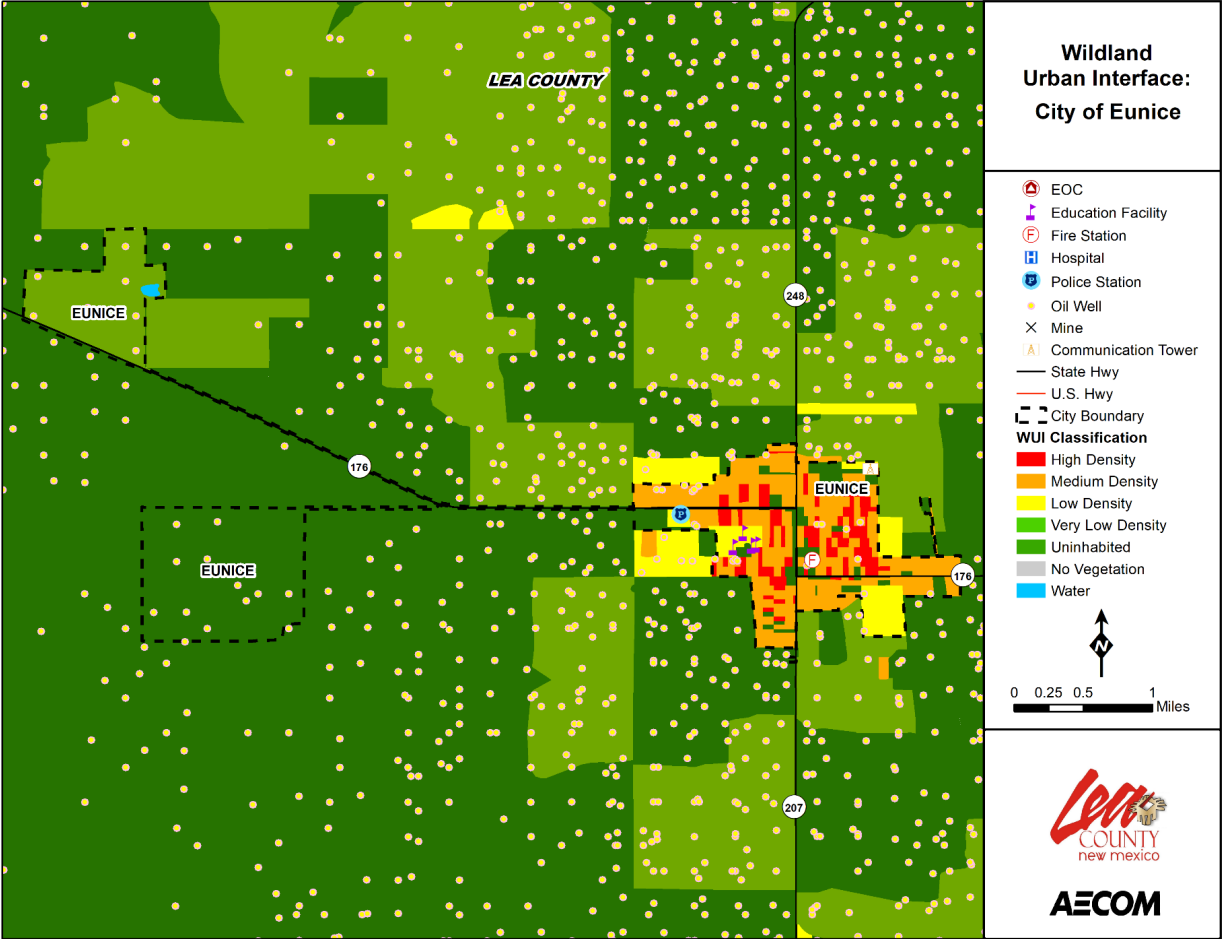 LEA COUNTY
248
EUNICE
176
EUNICE
P
EUNICE
F
176
207
Wildland
Urban Interface:
City of Eunice
EOC
Education Facility
F Fire Station
H Hospital
P Police Station
Oil Well
Mine
Communication Tower
State Hwy
U.S. Hwy
City Boundary
WUI Classification
High Density
Medium Density
Low Density
Very Low Density
Uninhabited
No Vegetation
Water
N
0 0.25 0.5 1
Miles
Lea
COUNTY
new mexico
AECOM